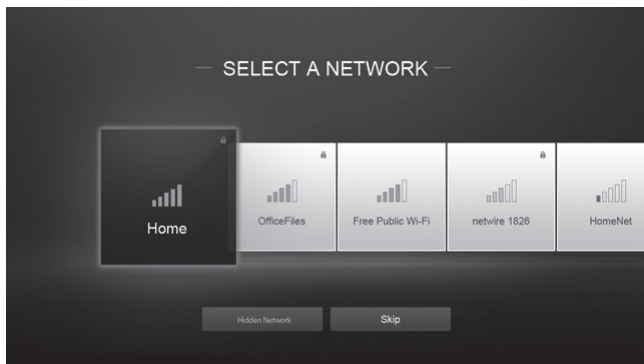 SELECT A NETWORK
Home
OfficeFiles
Free Public Wi-Fi
netwire 1826
HomeNet
Hidden Network
Skip